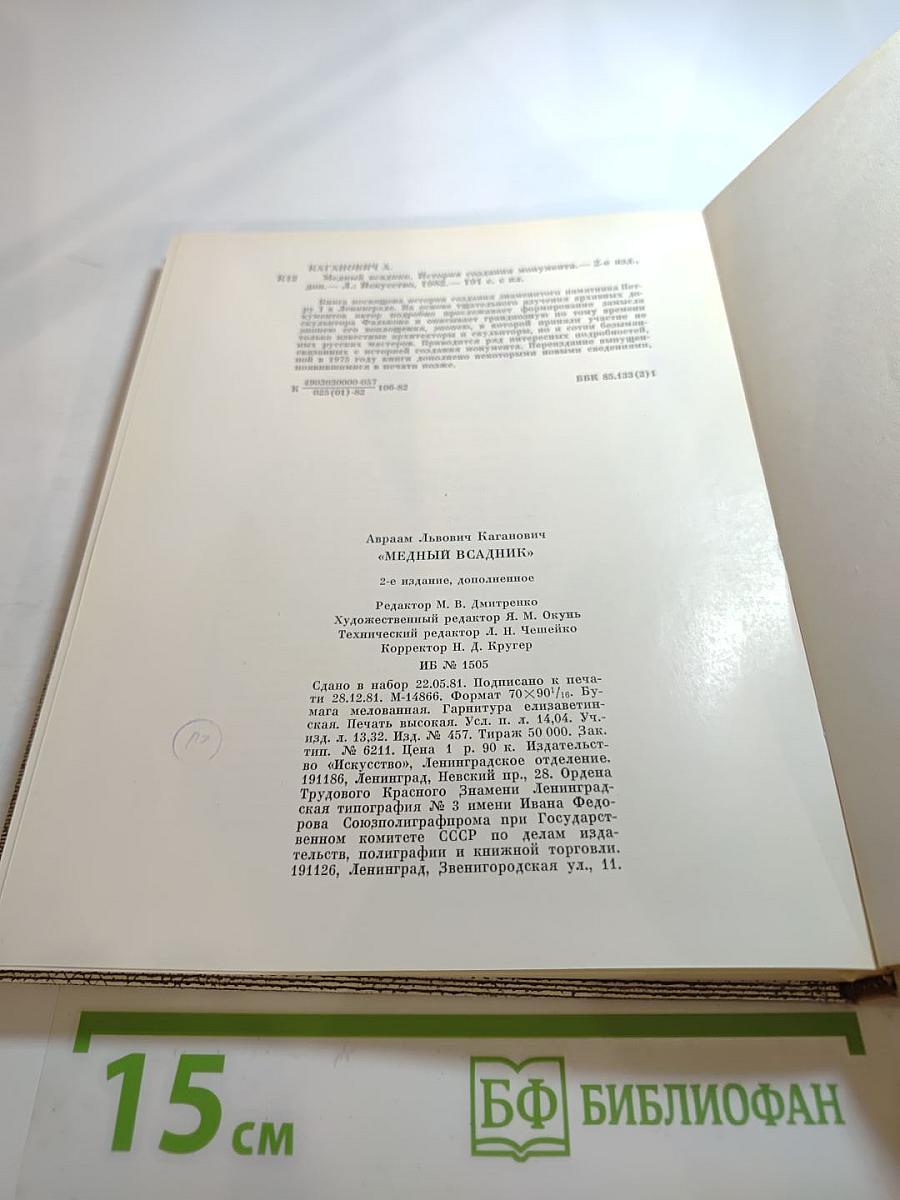 КАГАНОВИЧ А.
К12 Медный всадник. История создания монумента.— 2-е изд.,
доп.— Л.: Искусство, 1982.— 191 с. с ил.
Книга посвящена истории создания знаменитого памятника Пет-
ру I в Ленинграде. На основе тщательного изучения архивных до-
кументов автор подробно прослеживает формирование замысла
скульптора Фальконе и описывает грандиозную по тому времени
эпопею его воплощения, эпопею, в которой приняли участие не
только известные архитекторы и скульпторы, но и сотни безымян-
ных русских мастеров. Приводится ряд интересных подробностей,
связанных с историей создания монумента. Переиздание выпущен-
ной в 1975 году книги дополнено некоторыми новыми сведениями,
появившимися в печати позже.
К 4903030000-057
025(01)-82 106-82
ББК 85.133(2)1
Авраам Львович Каганович
«МЕДНЫЙ ВСАДНИК»
2-е издание, дополненное
Редактор М. В. Дмитренко
Художественный редактор Я. М. Окунь
Технический редактор Л. Н. Чешейко
Корректор Н. Д. Кругер
ИБ № 1505
Сдано в набор 22.05.81. Подписано к печа-
ти 28.12.81. М-14866. Формат 70×90¹/₁₆. Бу-
мага мелованная. Гарнитура елизаветин-
ская. Печать высокая. Усл. п. л. 14,04. Уч.-
изд. л. 13,32. Изд. № 457. Тираж 50 000. Зак.
тип. № 6211. Цена 1 р. 90 к. Издательст-
во «Искусство», Ленинградское отделение.
191186, Ленинград, Невский пр., 28. Ордена
Трудового Красного Знамени Ленинград-
ская типография № 3 имени Ивана Федо-
рова Союзполиграфпрома при Государст-
венном комитете СССР по делам изда-
тельств, полиграфии и книжной торговли.
191126, Ленинград, Звенигородская ул., 11.
15 см
БФ БИБЛИОФАН